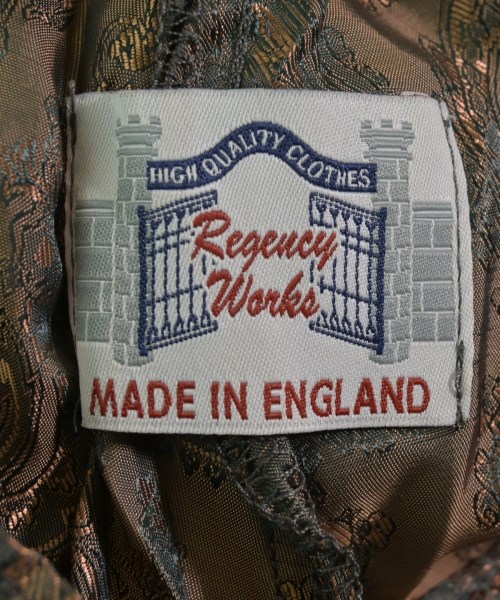 HIGH QUALITY CLOTHES
Regency
Works
MADE IN ENGLAND